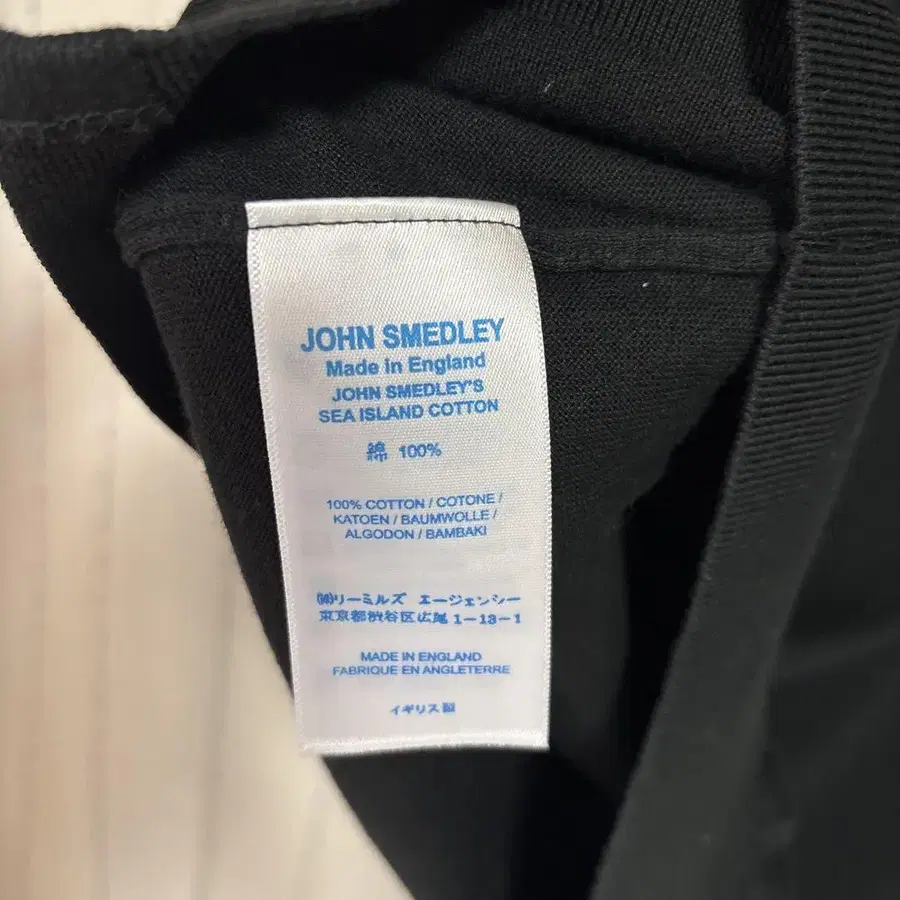 JOHN SMEDLEY
Made in England
JOHN SMEDLEY'S
SEA ISLAND COTTON
綿 100%
100% COTTON / COTONE /
KATOEN / BAUMWOLLE /
ALGODON / BAMBAKI
㈱リーミルズ エージェンシー
東京都渋谷区広尾 1-13-1
MADE IN ENGLAND
FABRIQUE EN ANGLETERRE
イギリス製